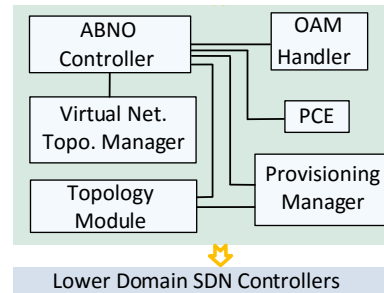 ABNO
Controller
OAM
Handler
Virtual Net.
Topo. Manager
PCE
Topology
Module
Provisioning
Manager
Lower Domain SDN Controllers